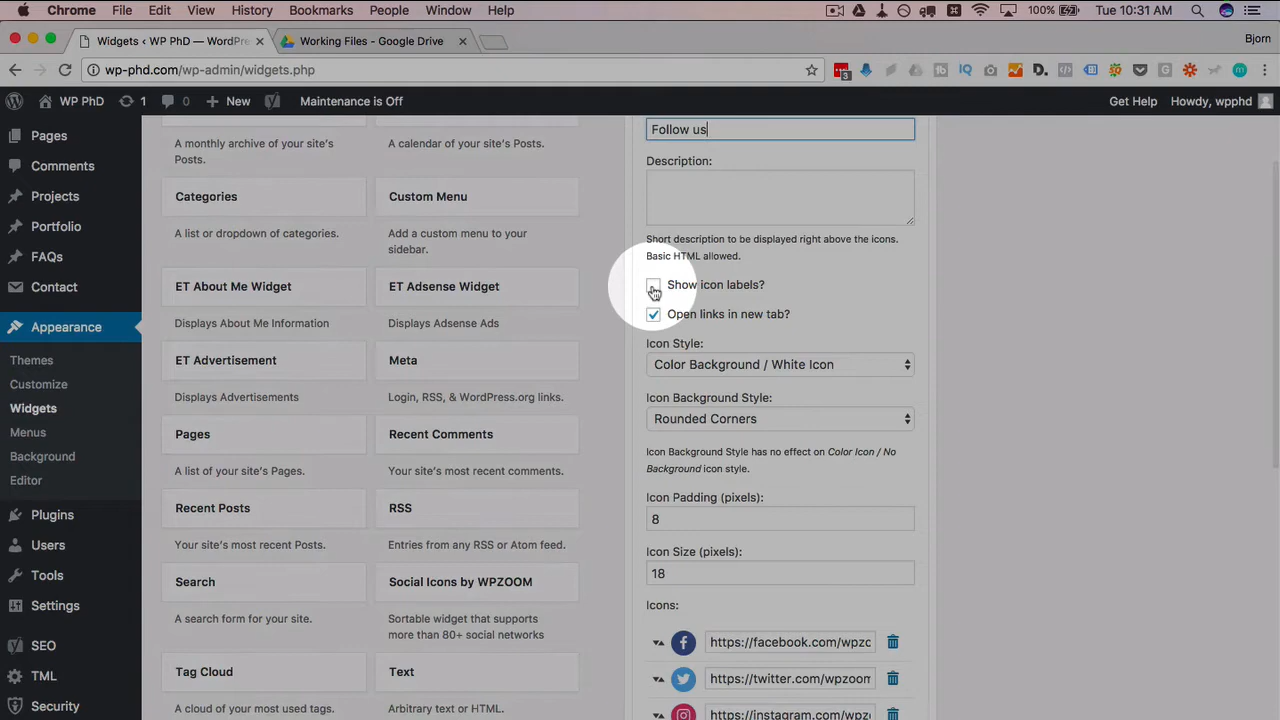 Chrome File Edit View History Bookmarks People Window Help 100% Tue 10:31 AM
Widgets ‹ WP PhD — WordPre Working Files - Google Drive Bjorn
wp-phd.com/wp-admin/widgets.php 3
WP PhD 1 0 New Maintenance is Off Get Help Howdy, wpphd
Pages
Comments
Projects
Portfolio
FAQs
Contact
Appearance
Themes
Customize
Widgets
Menus
Background
Editor
Plugins
Users
Tools
Settings
SEO
TML
Security
A monthly archive of your site's
Posts.
A calendar of your site's Posts.
Categories
A list or dropdown of categories.
Custom Menu
Add a custom menu to your
sidebar.
ET About Me Widget
Displays About Me Information
ET Adsense Widget
Displays Adsense Ads
ET Advertisement
Displays Advertisements
Meta
Login, RSS, & WordPress.org links.
Pages
A list of your site's Pages.
Recent Comments
Your site's most recent comments.
Recent Posts
Your site's most recent Posts.
RSS
Entries from any RSS or Atom feed.
Search
A search form for your site.
Social Icons by WPZOOM
Sortable widget that supports
more than 80+ social networks
Tag Cloud
A cloud of your most used tags.
Text
Arbitrary text or HTML.
Follow us
Description:
Short description to be displayed right above the icons.
Basic HTML allowed.
Show icon labels?
Open links in new tab?
Icon Style:
Color Background / White Icon
Icon Background Style:
Rounded Corners
Icon Background Style has no effect on Color Icon / No
Background icon style.
Icon Padding (pixels):
8
Icon Size (pixels):
18
Icons:
https://facebook.com/wpzo
https://twitter.com/wpzoom
https://instagram.com/wpz